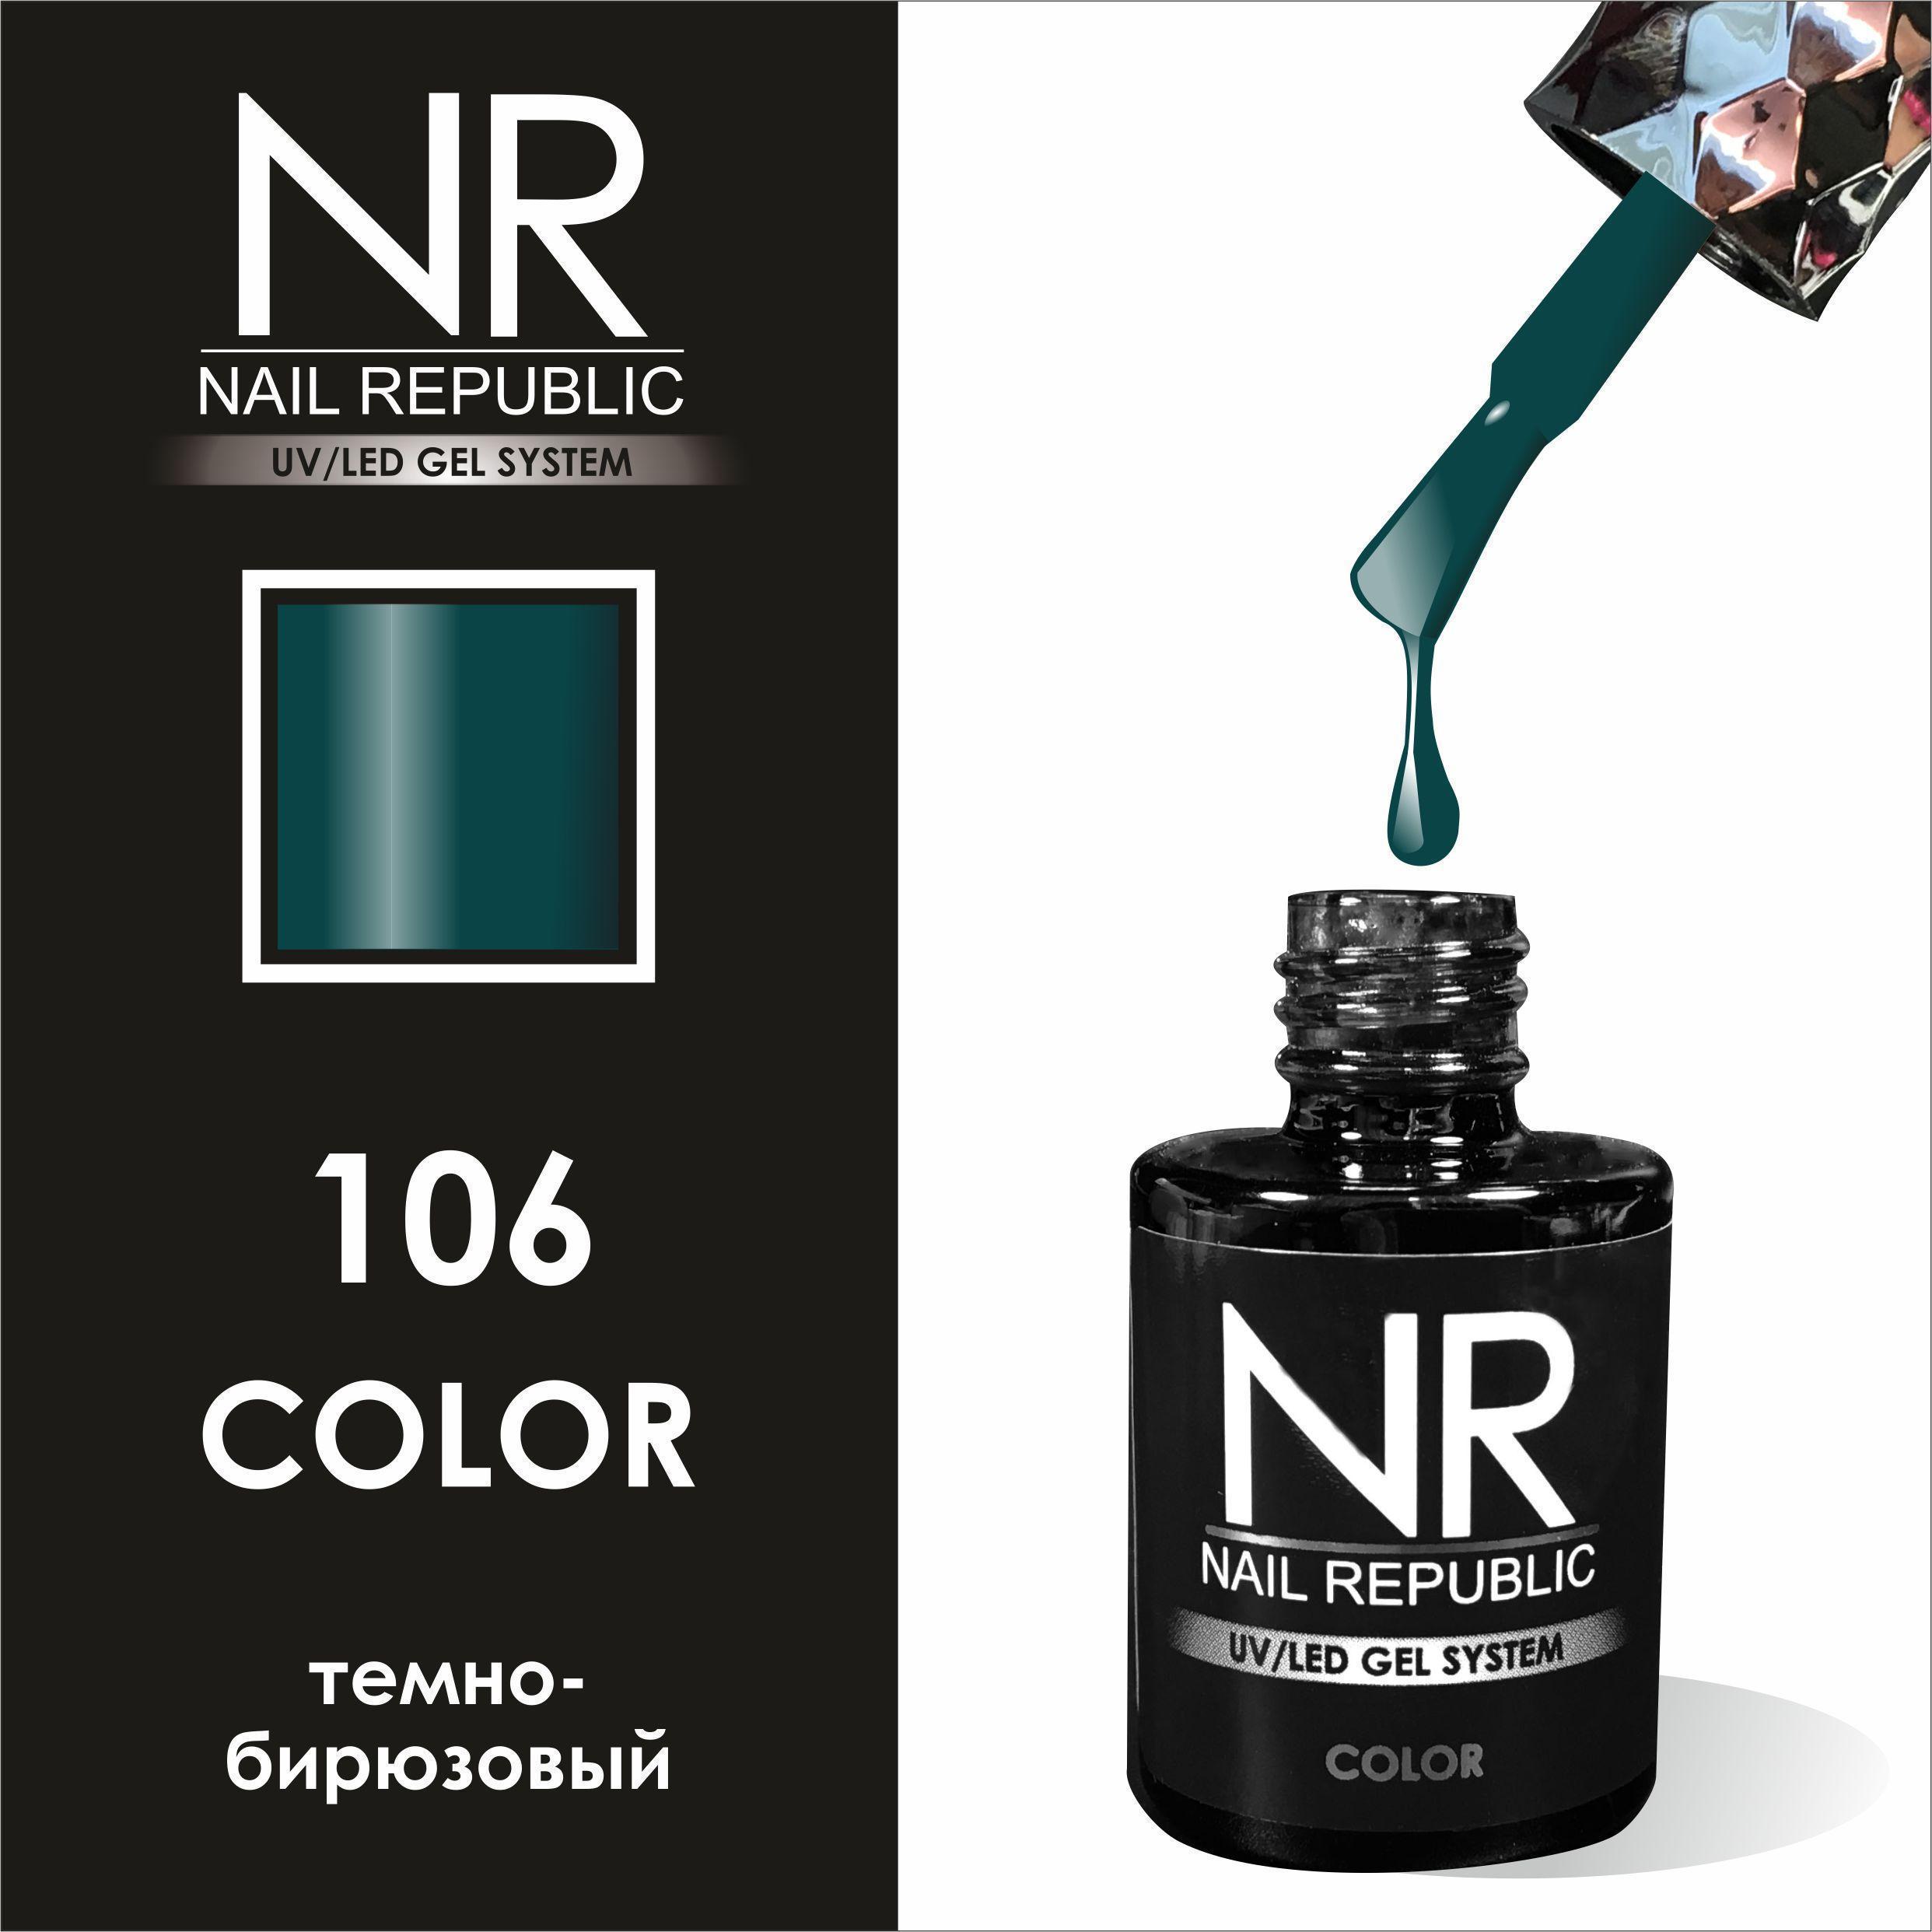 NR
NAIL REPUBLIC
UV/LED GEL SYSTEM
106
COLOR
темно-
бирюзовый
NR
NAIL REPUBLIC
UV/LED GEL SYSTEM
COLOR